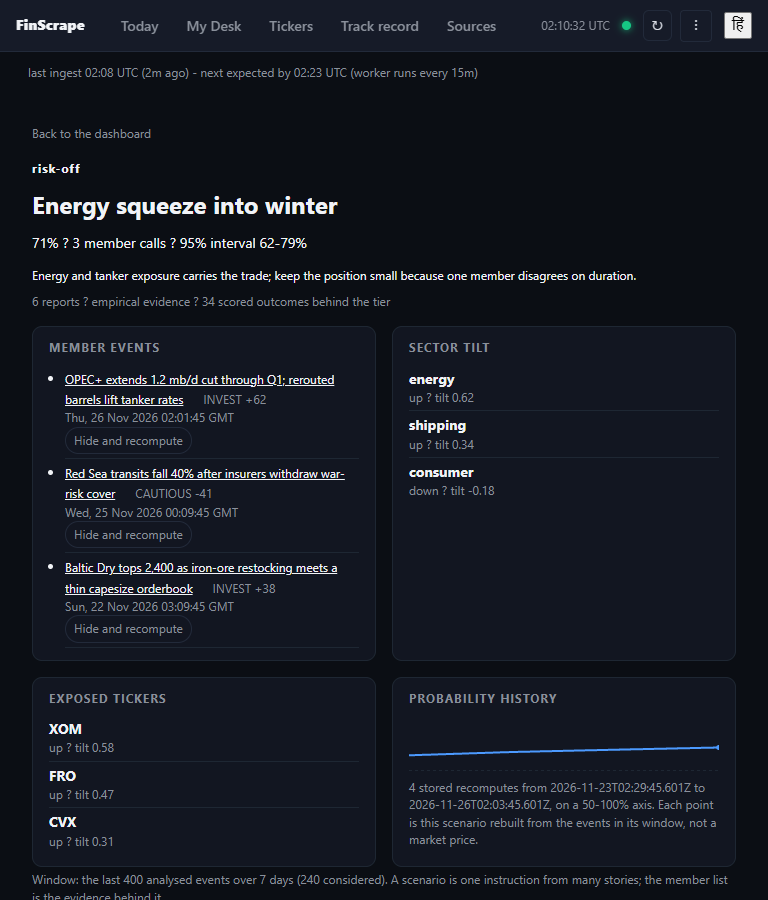 FinScrape Today My Desk Tickers Track record Sources 02:10:32 UTC ↻ ⋮ हिं
last ingest 02:08 UTC (2m ago) - next expected by 02:23 UTC (worker runs every 15m)
Back to the dashboard
risk-off
Energy squeeze into winter
71% ? 3 member calls ? 95% interval 62-79%
Energy and tanker exposure carries the trade; keep the position small because one member disagrees on duration.
6 reports ? empirical evidence ? 34 scored outcomes behind the tier
MEMBER EVENTS
OPEC+ extends 1.2 mb/d cut through Q1; rerouted
barrels lift tanker rates INVEST +62
Thu, 26 Nov 2026 02:01:45 GMT
Hide and recompute
Red Sea transits fall 40% after insurers withdraw war-
risk cover CAUTIOUS -41
Wed, 25 Nov 2026 00:09:45 GMT
Hide and recompute
Baltic Dry tops 2,400 as iron-ore restocking meets a
thin capesize orderbook INVEST +38
Sun, 22 Nov 2026 03:09:45 GMT
Hide and recompute
SECTOR TILT
energy
up ? tilt 0.62
shipping
up ? tilt 0.34
consumer
down ? tilt -0.18
EXPOSED TICKERS
XOM
up ? tilt 0.58
FRO
up ? tilt 0.47
CVX
up ? tilt 0.31
PROBABILITY HISTORY
4 stored recomputes from 2026-11-23T02:29:45.601Z to
2026-11-26T02:03:45.601Z, on a 50-100% axis. Each point
is this scenario rebuilt from the events in its window, not a
market price.
Window: the last 400 analysed events over 7 days (240 considered). A scenario is one instruction from many stories; the member list
is the evidence behind it